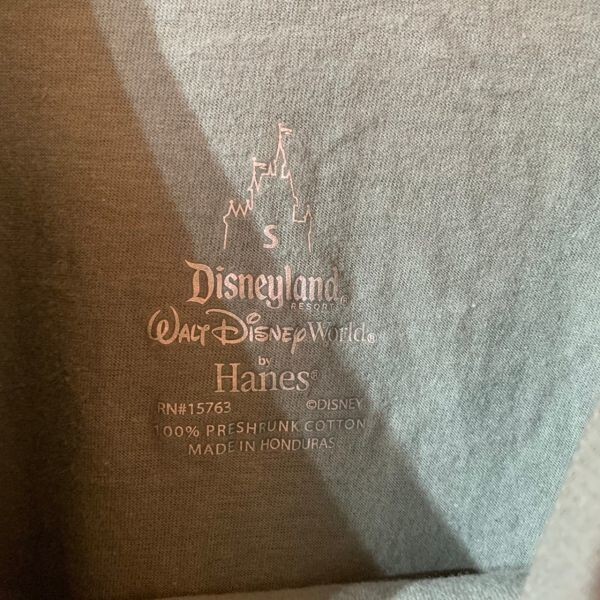 S
Disneyland®
RESORT
WALT DISNEY World®
by
Hanes®
RN#15763 ©DISNEY
100% PRESHRUNK COTTON
MADE IN HONDURAS